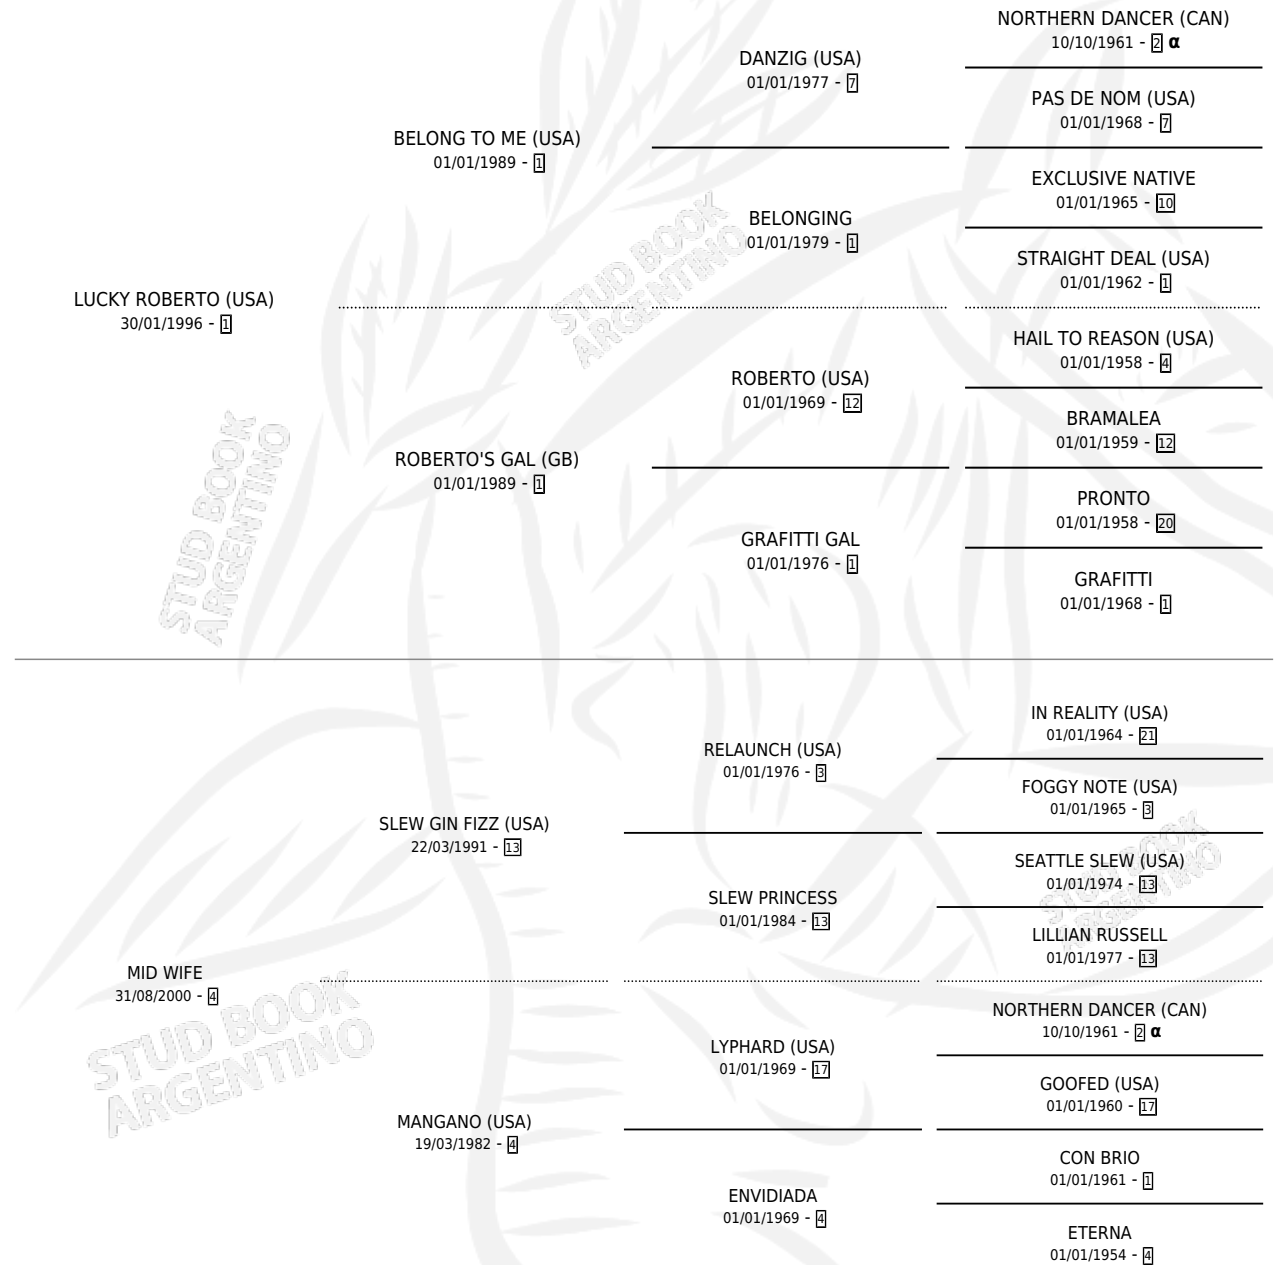 NORTHERN DANCER (CAN)
10/10/1961 - 2 α
DANZIG (USA)
01/01/1977 - 7
PAS DE NOM (USA)
01/01/1968 - 7
BELONG TO ME (USA)
01/01/1989 - 1
EXCLUSIVE NATIVE
01/01/1965 - 10
BELONGING
01/01/1979 - 1
STRAIGHT DEAL (USA)
01/01/1962 - 1
LUCKY ROBERTO (USA)
30/01/1996 - 1
HAIL TO REASON (USA)
01/01/1958 - 4
ROBERTO (USA)
01/01/1969 - 12
BRAMALEA
01/01/1959 - 12
ROBERTO'S GAL (GB)
01/01/1989 - 1
PRONTO
01/01/1958 - 20
GRAFITTI GAL
01/01/1976 - 1
GRAFITTI
01/01/1968 - 1
IN REALITY (USA)
01/01/1964 - 21
RELAUNCH (USA)
01/01/1976 - 3
FOGGY NOTE (USA)
01/01/1965 - 3
SLEW GIN FIZZ (USA)
22/03/1991 - 13
SEATTLE SLEW (USA)
01/01/1974 - 13
SLEW PRINCESS
01/01/1984 - 13
LILLIAN RUSSELL
01/01/1977 - 13
MID WIFE
31/08/2000 - 4
NORTHERN DANCER (CAN)
10/10/1961 - 2 α
LYPHARD (USA)
01/01/1969 - 17
GOOFED (USA)
01/01/1960 - 17
MANGANO (USA)
19/03/1982 - 4
CON BRIO
01/01/1961 - 1
ENVIDIADA
01/01/1969 - 4
ETERNA
01/01/1954 - 4
STUD BOOK
ARGENTINO
STUD BOOK
ARGENTINO
STUD BOOK
ARGENTINO
STUD BOOK
ARGENTINO